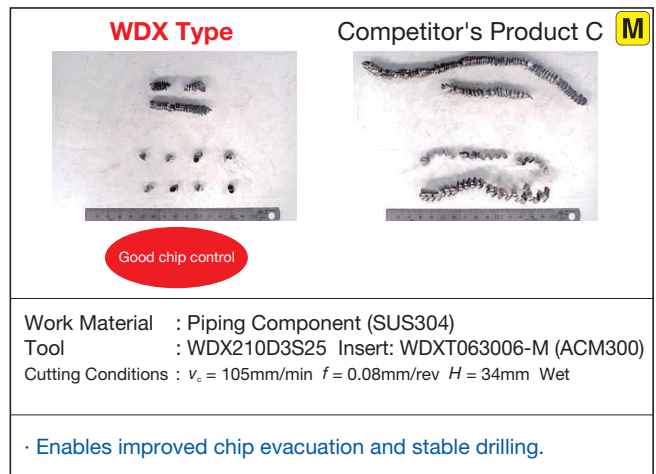 WDX Type
Competitor's Product C M
Good chip control
Work Material : Piping Component (SUS304)
Tool : WDX210D3S25 Insert: WDXT063006-M (ACM300)
Cutting Conditions : vc = 105mm/min f = 0.08mm/rev H = 34mm Wet
· Enables improved chip evacuation and stable drilling.